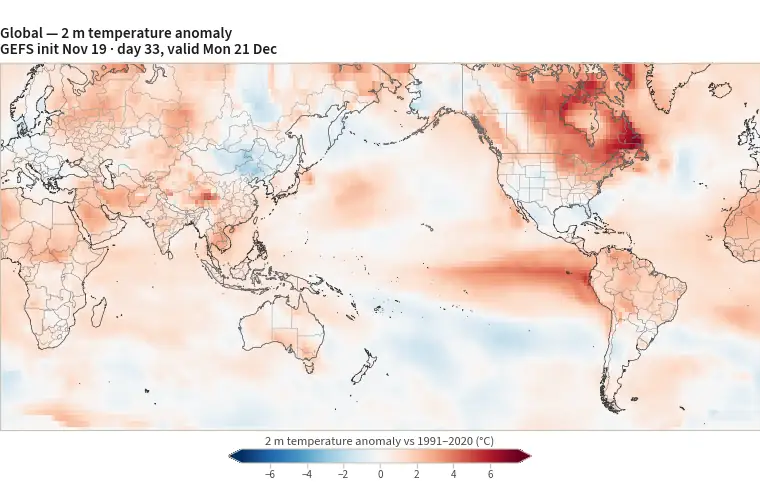 Global — 2 m temperature anomaly
GEFS init Nov 19 · day 33, valid Mon 21 Dec
2 m temperature anomaly vs 1991–2020 (°C)
−6 −4 −2 0 2 4 6